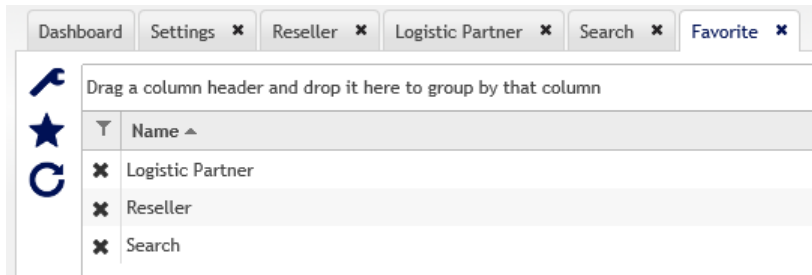 Dashboard Settings Reseller Logistic Partner Search Favorite
Drag a column header and drop it here to group by that column
Name
Logistic Partner
Reseller
Search